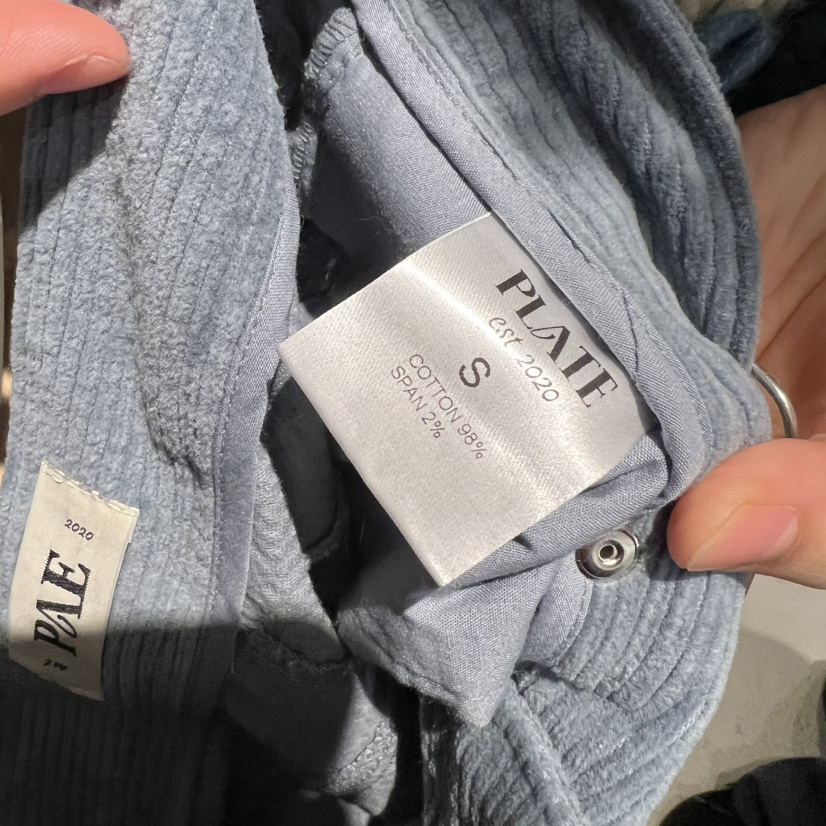 PLATE
est 2020
S
COTTON 98%
SPAN 2%
2020